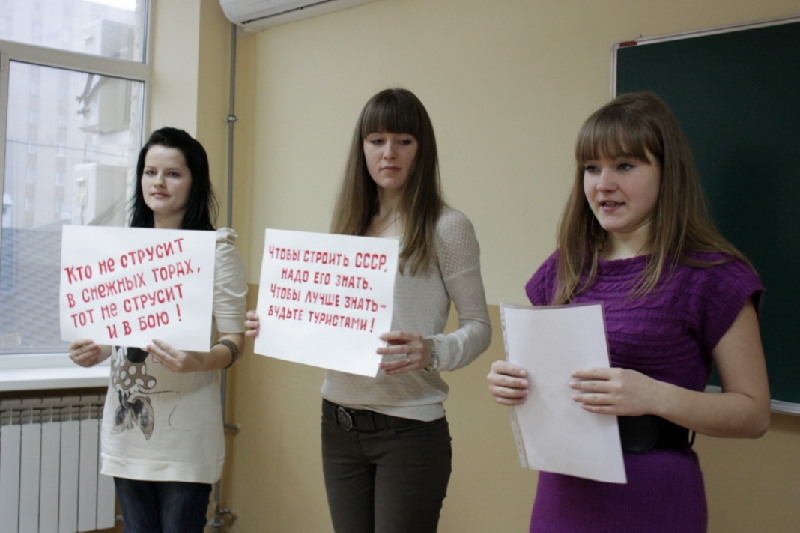 Кто не струсит
в снежных горах,
тот не струсит
и в бою!
Чтобы строить СССР,
надо его знать.
Чтобы лучше знать-
будьте туристами!